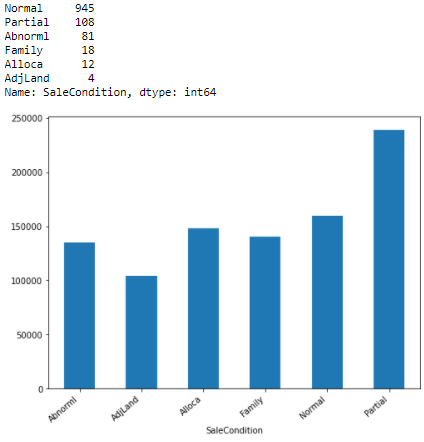 Normal     945
Partial    108
Abnorml     81
Family      18
Alloca      12
AdjLand      4
Name: SaleCondition, dtype: int64
250000
200000
150000
100000
50000
0
Abnorml
AdjLand
Alloca
Family
Normal
Partial
SaleCondition